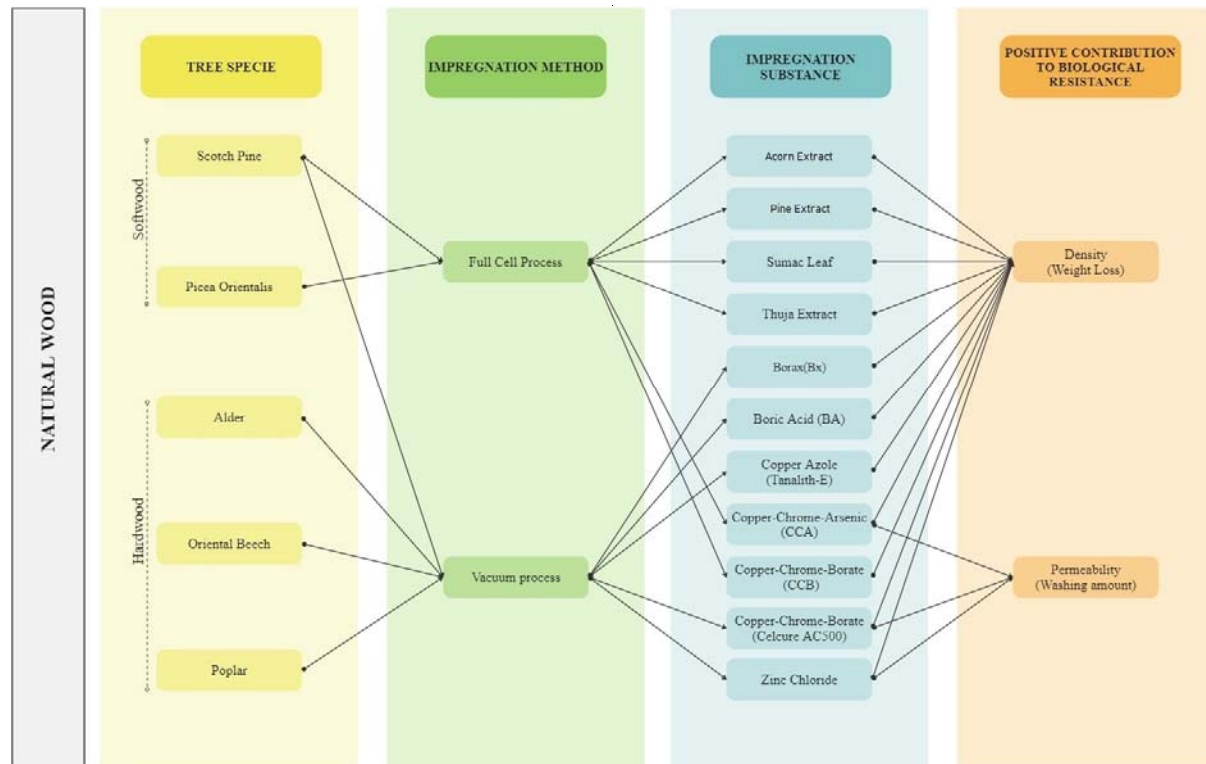 NATURAL WOOD
TREE SPECIE
Softwood
Scotch Pine
Picea Orientalis
Hardwood
Alder
Oriental Beech
Poplar
IMPREGNATION METHOD
Full Cell Process
Vacuum process
IMPREGNATION
SUBSTANCE
Acorn Extract
Pine Extract
Sumac Leaf
Thuja Extract
Borax(Bx)
Boric Acid (BA)
Copper Azole
(Tanalith-E)
Copper-Chrome-Arsenic
(CCA)
Copper-Chrome-Borate
(CCB)
Copper-Chrome-Borate
(Celcure AC500)
Zinc Chloride
POSITIVE CONTRIBUTION
TO BIOLOGICAL
RESISTANCE
Density
(Weight Loss)
Permeability
(Washing amount)